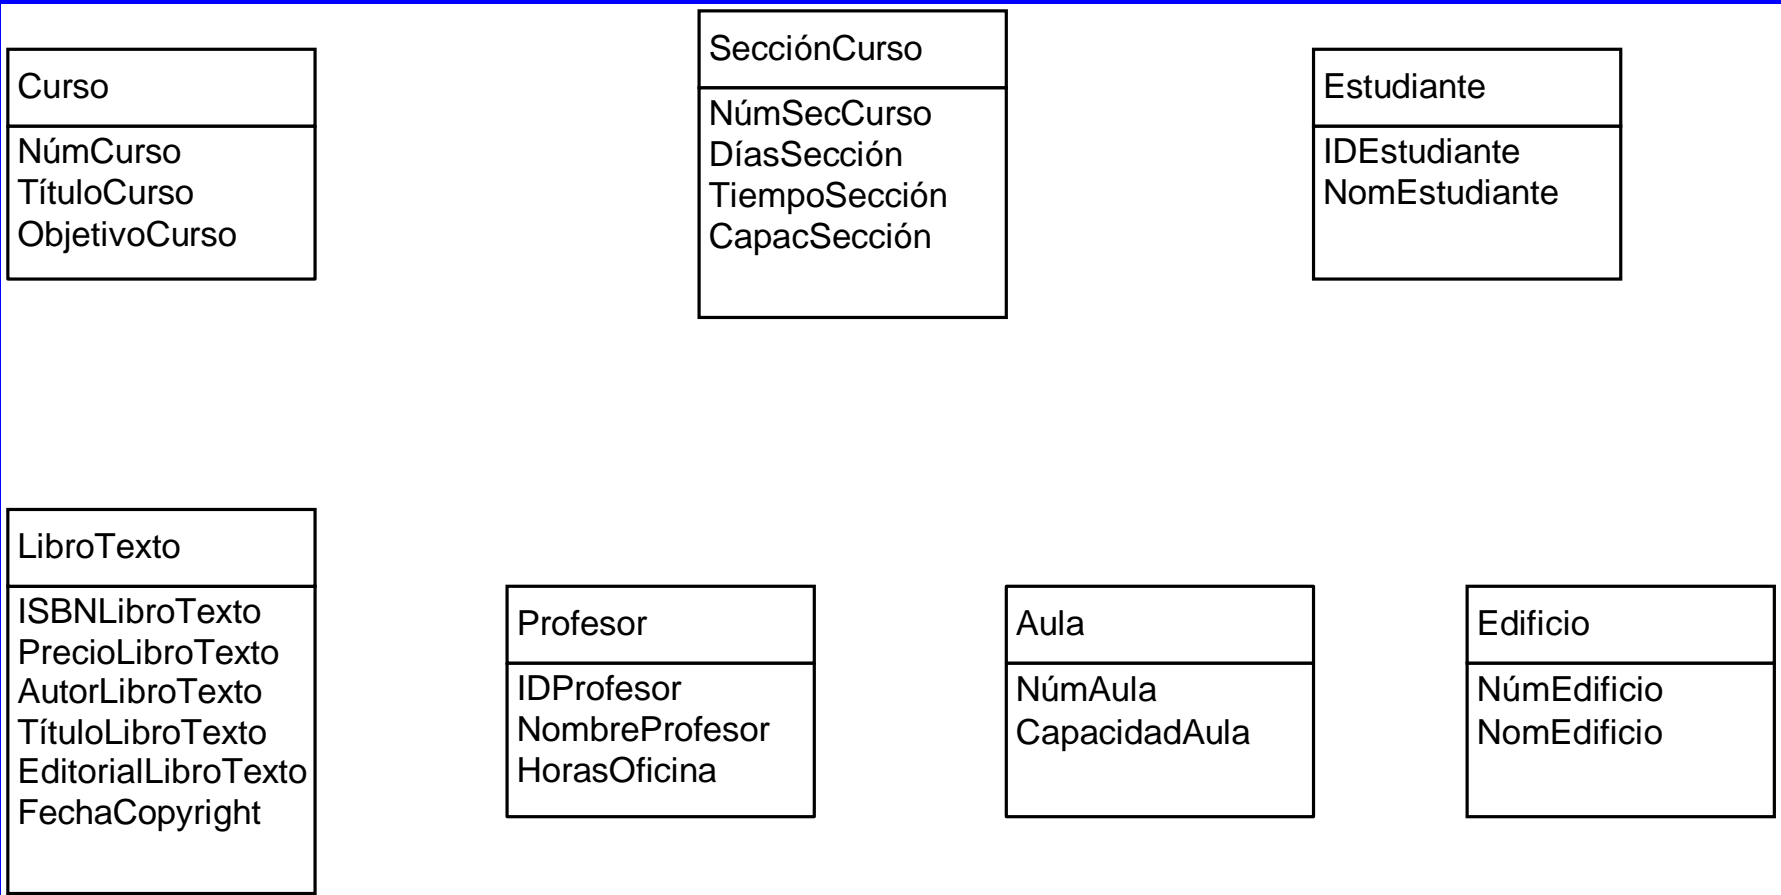 Curso
NúmCurso
TítuloCurso
ObjetivoCurso
SecciónCurso
NúmSecCurso
DíasSección
TiempoSección
CapacSección
Estudiante
IDEstudiante
NomEstudiante
LibroTexto
ISBNLibroTexto
PrecioLibroTexto
AutorLibroTexto
TítuloLibroTexto
EditorialLibroTexto
FechaCopyright
Profesor
IDProfesor
NombreProfesor
HorasOficina
Aula
NúmAula
CapacidadAula
Edificio
NúmEdificio
NomEdificio